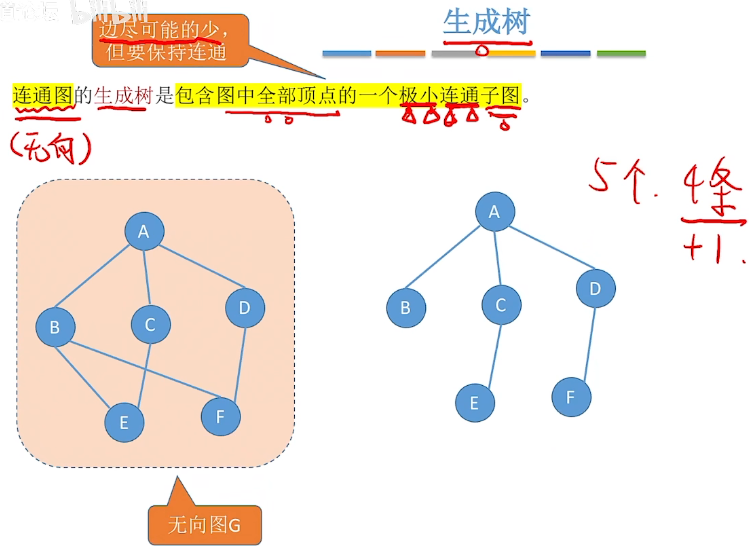 bilibili
生成树
边尽可能的少，
但要保持连通
连通图的生成树是包含图中全部顶点的一个极小连通子图。
(无向)
5个. 4条
+1.
A
B
C
D
E
F
A
B
C
D
E
F
无向图G